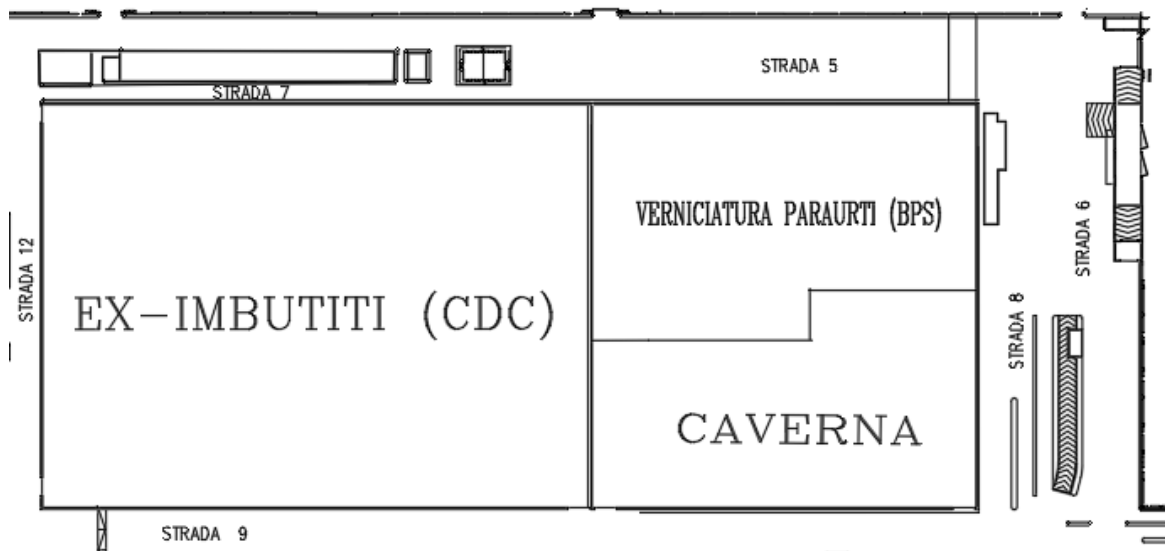 STRADA 5
STRADA 7
VERNICIATURA PARAURTI (BPS)
STRADA 6
STRADA 12
EX-IMBUTITI (CDC)
STRADA 8
CAVERNA
STRADA 9